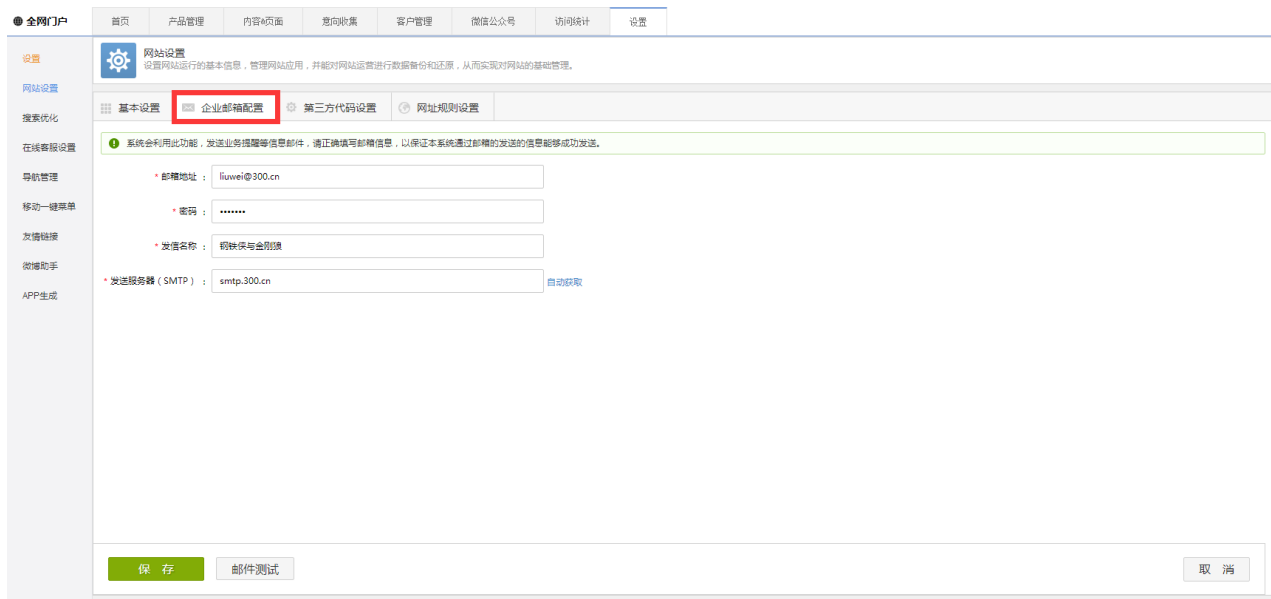 全网门户
首页 产品管理 内容&页面 意向收集 客户管理 微信公众号 访问统计 设置
设置
网站设置
搜索优化
在线客服设置
导航管理
移动一键菜单
友情链接
微博助手
APP生成
网站设置
设置网站运行的基本信息，管理网站应用，并能对网站运营进行数据备份和还原，从而实现对网站的基础管理。
基本设置 企业邮箱配置 第三方代码设置 网址规则设置
系统会利用此功能，发送业务提醒等信息邮件，请正确填写邮箱信息，以保证本系统通过邮箱的发送的信息能够成功发送。
* 邮箱地址 ： liuwei@300.cn
* 密码 ： •••••••
* 发信名称 ： 钢铁侠与金刚狼
* 发送服务器（SMTP） ： smtp.300.cn 自动获取
保 存 邮件测试 取 消